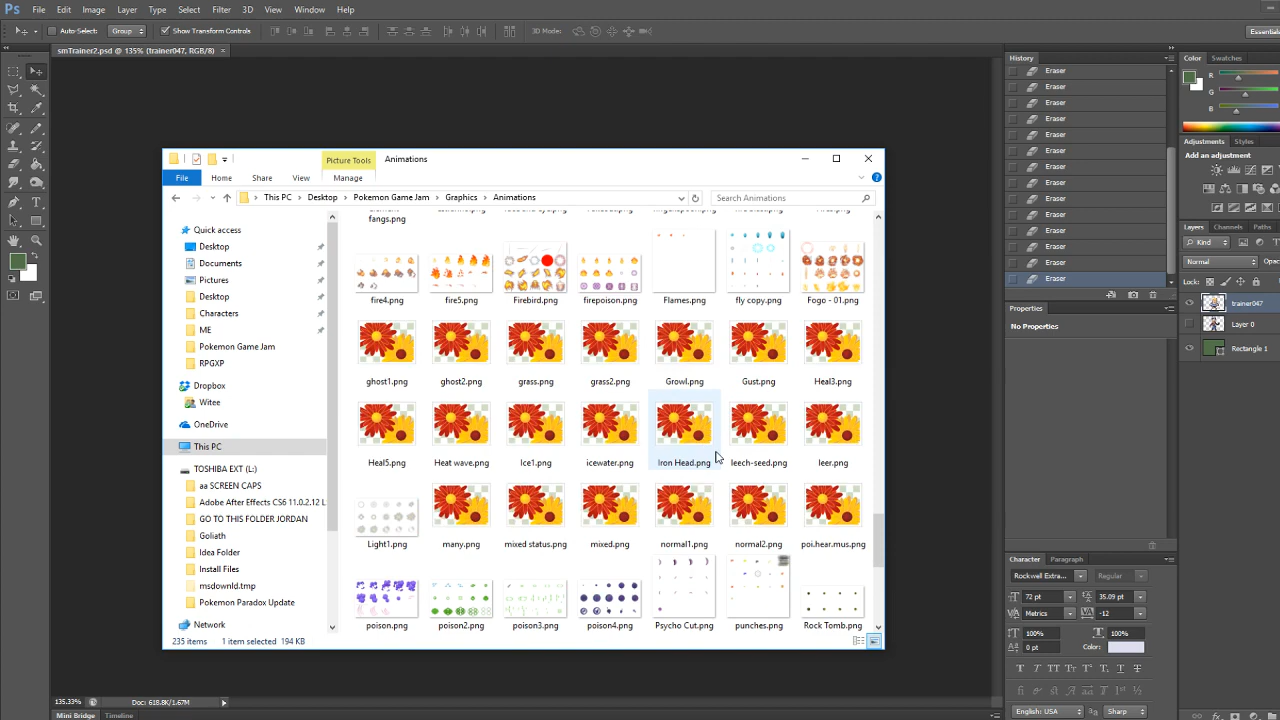 Ps File Edit Image Layer Type Select Filter 3D View Window Help
Auto-Select: Group Show Transform Controls 3D Mode: Essentials
smTrainer2.psd @ 135% (trainer047, RGB/8) ×
History
Eraser
Eraser
Eraser
Eraser
Eraser
Eraser
Eraser
Eraser
Eraser
Eraser
Eraser
Eraser
Eraser
Eraser
Properties
No Properties
Character Paragraph
Rockwell Extra... Regular
72 pt 35.09 pt
Metrics -12
100% 100%
0 pt Color:
English: USA Sharp
Color Swatches
R
G
B
Adjustments Styles
Add an adjustment
Layers Channels Paths
Kind
Normal
Lock:
trainer047
Layer 0
Rectangle 1
Picture Tools Animations
File Home Share View Manage
This PC Desktop Pokemon Game Jam Graphics Animations Search Animations
Quick access
Desktop
Documents
Pictures
Desktop
Characters
ME
Pokemon Game Jam
RPGXP
Dropbox
Witee
OneDrive
This PC
TOSHIBA EXT (L:)
aa SCREEN CAPS
Adobe After Effects CS6 11.0.2.12 L
GO TO THIS FOLDER JORDAN
Goliath
Idea Folder
Install Files
msdownld.tmp
Pokemon Paradox Update
Network
fangs.png
fire4.png fire5.png Firebird.png firepoison.png Flames.png fly copy.png Fogo - 01.png
ghost1.png ghost2.png grass.png grass2.png Growl.png Gust.png Heal3.png
Heal5.png Heat wave.png Ice1.png icewater.png Iron Head.png leech-seed.png leer.png
Light1.png many.png mixed status.png mixed.png normal1.png normal2.png poi.hear.mus.png
poison.png poison2.png poison3.png poison4.png Psycho Cut.png punches.png Rock Tomb.png
235 items 1 item selected 194 KB
135.33% Doc: 618.8K/1.67M
Mini Bridge Timeline